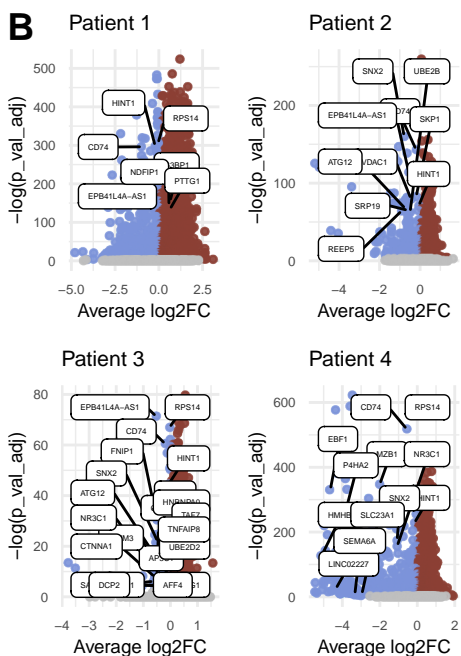 B
Patient 1
−log(p_val_adj)
500
400
300
200
100
0
HINT1
RPS14
CD74
NDFIP1
PTTG1
EPB41L4A−AS1
−5.0 −2.5 0.0 2.5 5.0
Average log2FC
Patient 2
−log(p_val_adj)
200
100
0
SNX2
UBE2B
EPB41L4A−AS1
SKP1
ATG12
VDAC1
HINT1
SRP19
REEP5
−4 −2 0 2
Average log2FC
Patient 3
−log(p_val_adj)
80
60
40
20
0
EPB41L4A−AS1
RPS14
CD74
FNIP1
HINT1
SNX2
ATG12
NR3C1
TNFAIP8
CTNNA1
UBE2D2
DCP2
AFF4
−4 −3 −2 −1 0 1
Average log2FC
Patient 4
−log(p_val_adj)
600
400
200
0
CD74
RPS14
EBF1
MZB1
NR3C1
P4HA2
SNX2
HINT1
SLC23A1
SEMA6A
LINC02227
−4 −2 0 2
Average log2FC